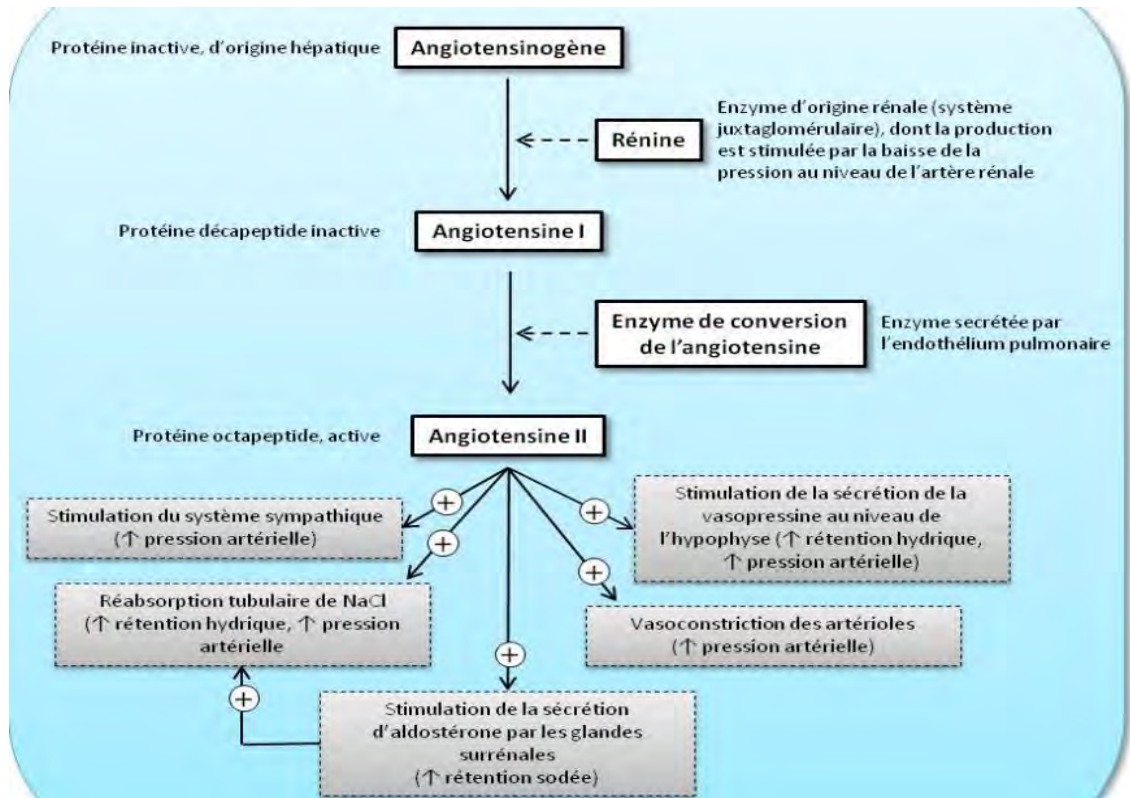 Protéine inactive, d'origine hépatique
Angiotensinogène
Enzyme d'origine rénale (système
juxtaglomérulaire), dont la production
est stimulée par la baisse de la
pression au niveau de l'artère rénale
Rénine
Protéine décapeptide inactive
Angiotensine I
Enzyme de conversion
de l'angiotensine
Enzyme secrétée par
l'endothélium pulmonaire
Protéine octapeptide, active
Angiotensine II
+
+
+
+
+
Stimulation du système sympathique
(↑ pression artérielle)
Stimulation de la sécrétion de la
vasopressine au niveau de
l'hypophyse (↑ rétention hydrique,
↑ pression artérielle)
Réabsorption tubulaire de NaCl
(↑ rétention hydrique, ↑ pression
artérielle
Vasoconstriction des artérioles
(↑ pression artérielle)
+
Stimulation de la sécrétion
d'aldostérone par les glandes
surrénales
(↑ rétention sodée)